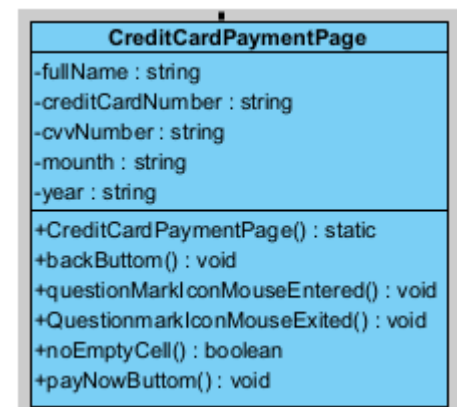 CreditCardPaymentPage
-fullName : string
-creditCardNumber : string
-cvvNumber : string
-mounth : string
-year : string
+CreditCardPaymentPage() : static
+backButtom() : void
+questionMarkIconMouseEntered() : void
+QuestionmarkIconMouseExited() : void
+noEmptyCell() : boolean
+payNowButtom() : void